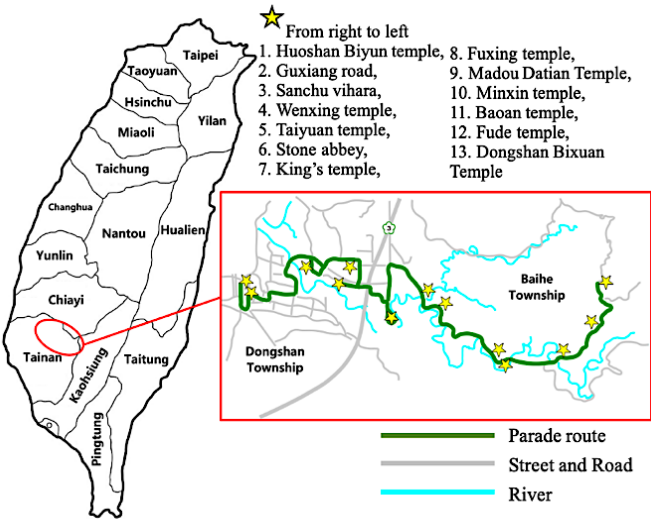 From right to left
1. Huoshan Biyun temple,
2. Guxiang road,
3. Sanchu vihara,
4. Wenxing temple,
5. Taiyuan temple,
6. Stone abbey,
7. King's temple,
8. Fuxing temple,
9. Madou Datian Temple,
10. Minxin temple,
11. Baoan temple,
12. Fude temple,
13. Dongshan Bixuan
Temple
Taipei
Taoyuan
Hsinchu
Yilan
Miaoli
Taichung
Changhua
Nantou
Hualien
Yunlin
Chiayi
Tainan
Kaohsiung
Taitung
Pingtung
3
Baihe
Township
Dongshan
Township
Parade route
Street and Road
River